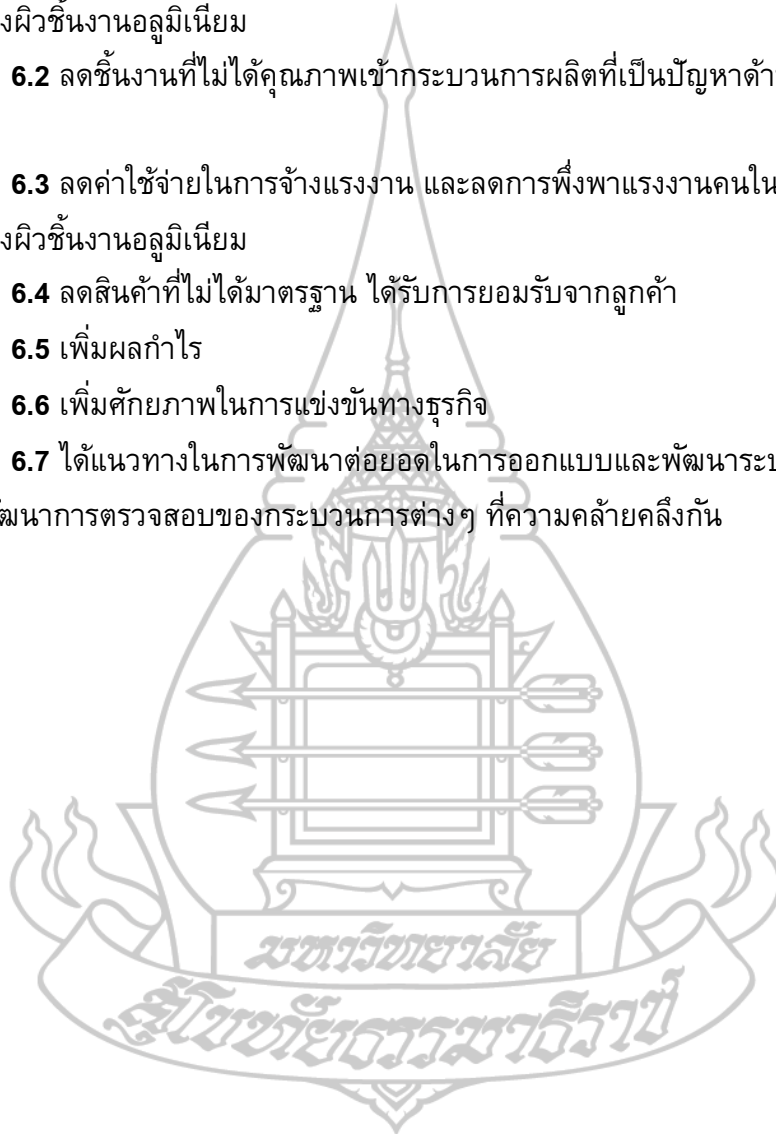 งผิวชิ้นงานอลูมิเนียม
6.2 ลดชิ้นงานที่ไม่ได้คุณภาพเข้ากระบวนการผลิตที่เป็นปัญหาด้า
6.3 ลดค่าใช้จ่ายในการจ้างแรงงาน และลดการพึ่งพาแรงงานคนใน
งผิวชิ้นงานอลูมิเนียม
6.4 ลดสินค้าที่ไม่ได้มาตรฐาน ได้รับการยอมรับจากลูกค้า
6.5 เพิ่มผลกำไร
6.6 เพิ่มศักยภาพในการแข่งขันทางธุรกิจ
6.7 ได้แนวทางในการพัฒนาต่อยอดในการออกแบบและพัฒนาระบ
ัฒนาการตรวจสอบของกระบวนการต่างๆ ที่ความคล้ายคลึงกัน
มหาวิทยาลัย
สุโขทัยธรรมาธิราช